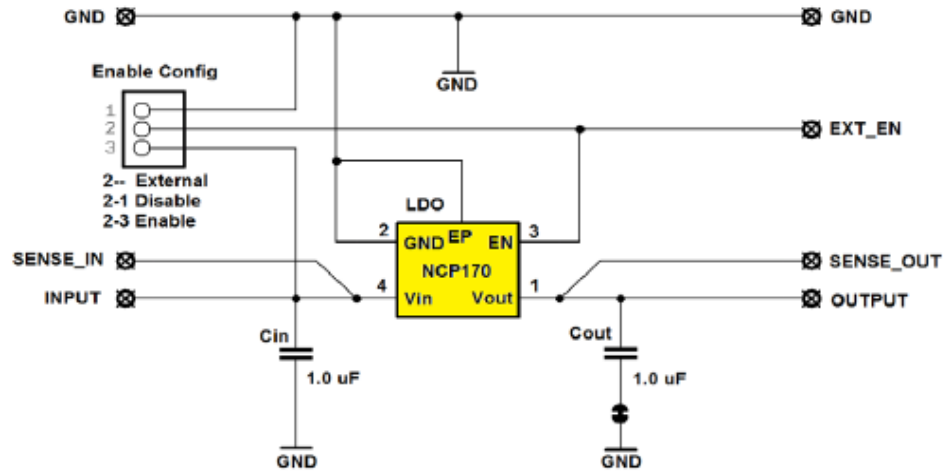 GND
GND
GND
Enable Config
1
2
3
EXT_EN
2-- External
2-1 Disable
2-3 Enable
LDO
2
GND
EP
EN
3
SENSE_IN
NCP170
SENSE_OUT
INPUT
4
Vin
Vout
1
OUTPUT
Cin
1.0 uF
Cout
1.0 uF
GND
GND